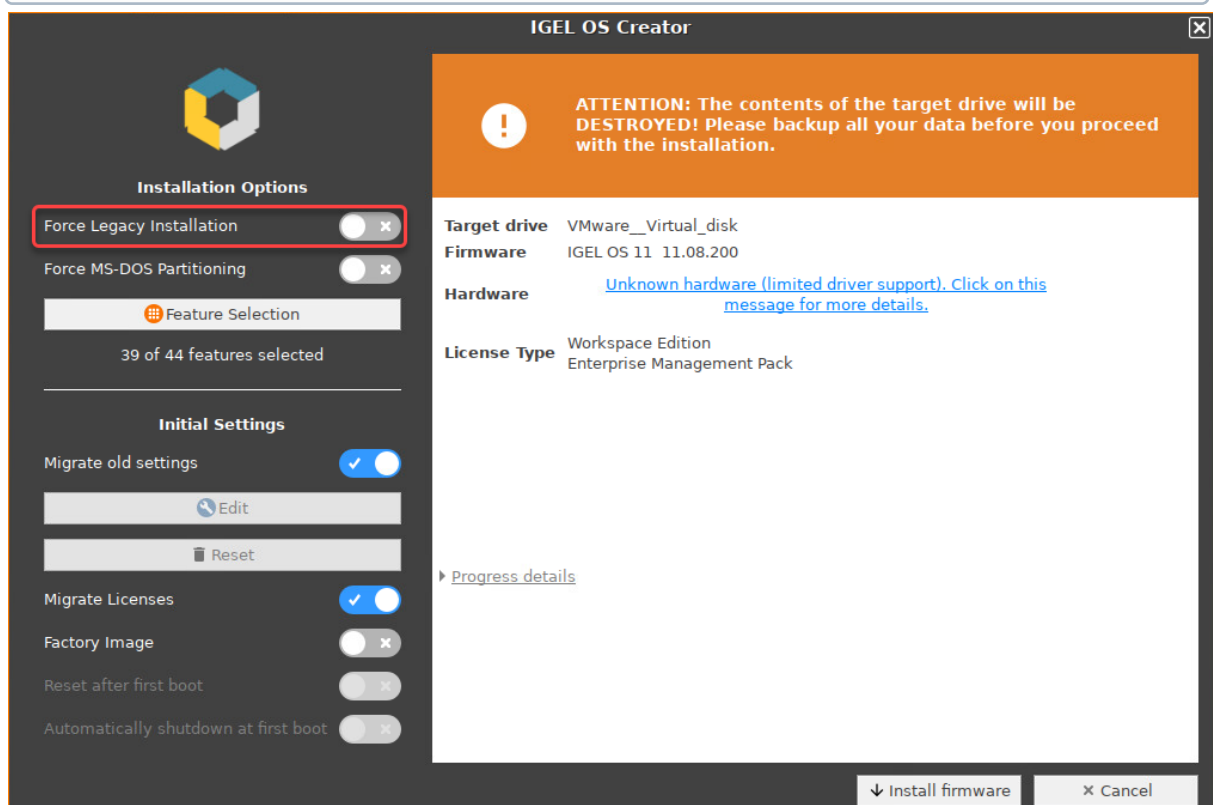 IGEL OS Creator
Installation Options
Force Legacy Installation
Force MS-DOS Partitioning
Feature Selection
39 of 44 features selected
Initial Settings
Migrate old settings
Edit
Reset
Migrate Licenses
Factory Image
Reset after first boot
Automatically shutdown at first boot
ATTENTION: The contents of the target drive will be
DESTROYED! Please backup all your data before you proceed
with the installation.
Target drive VMware__Virtual_disk
Firmware IGEL OS 11 11.08.200
Hardware Unknown hardware (limited driver support). Click on this
message for more details.
License Type Workspace Edition
Enterprise Management Pack
Progress details
Install firmware
Cancel